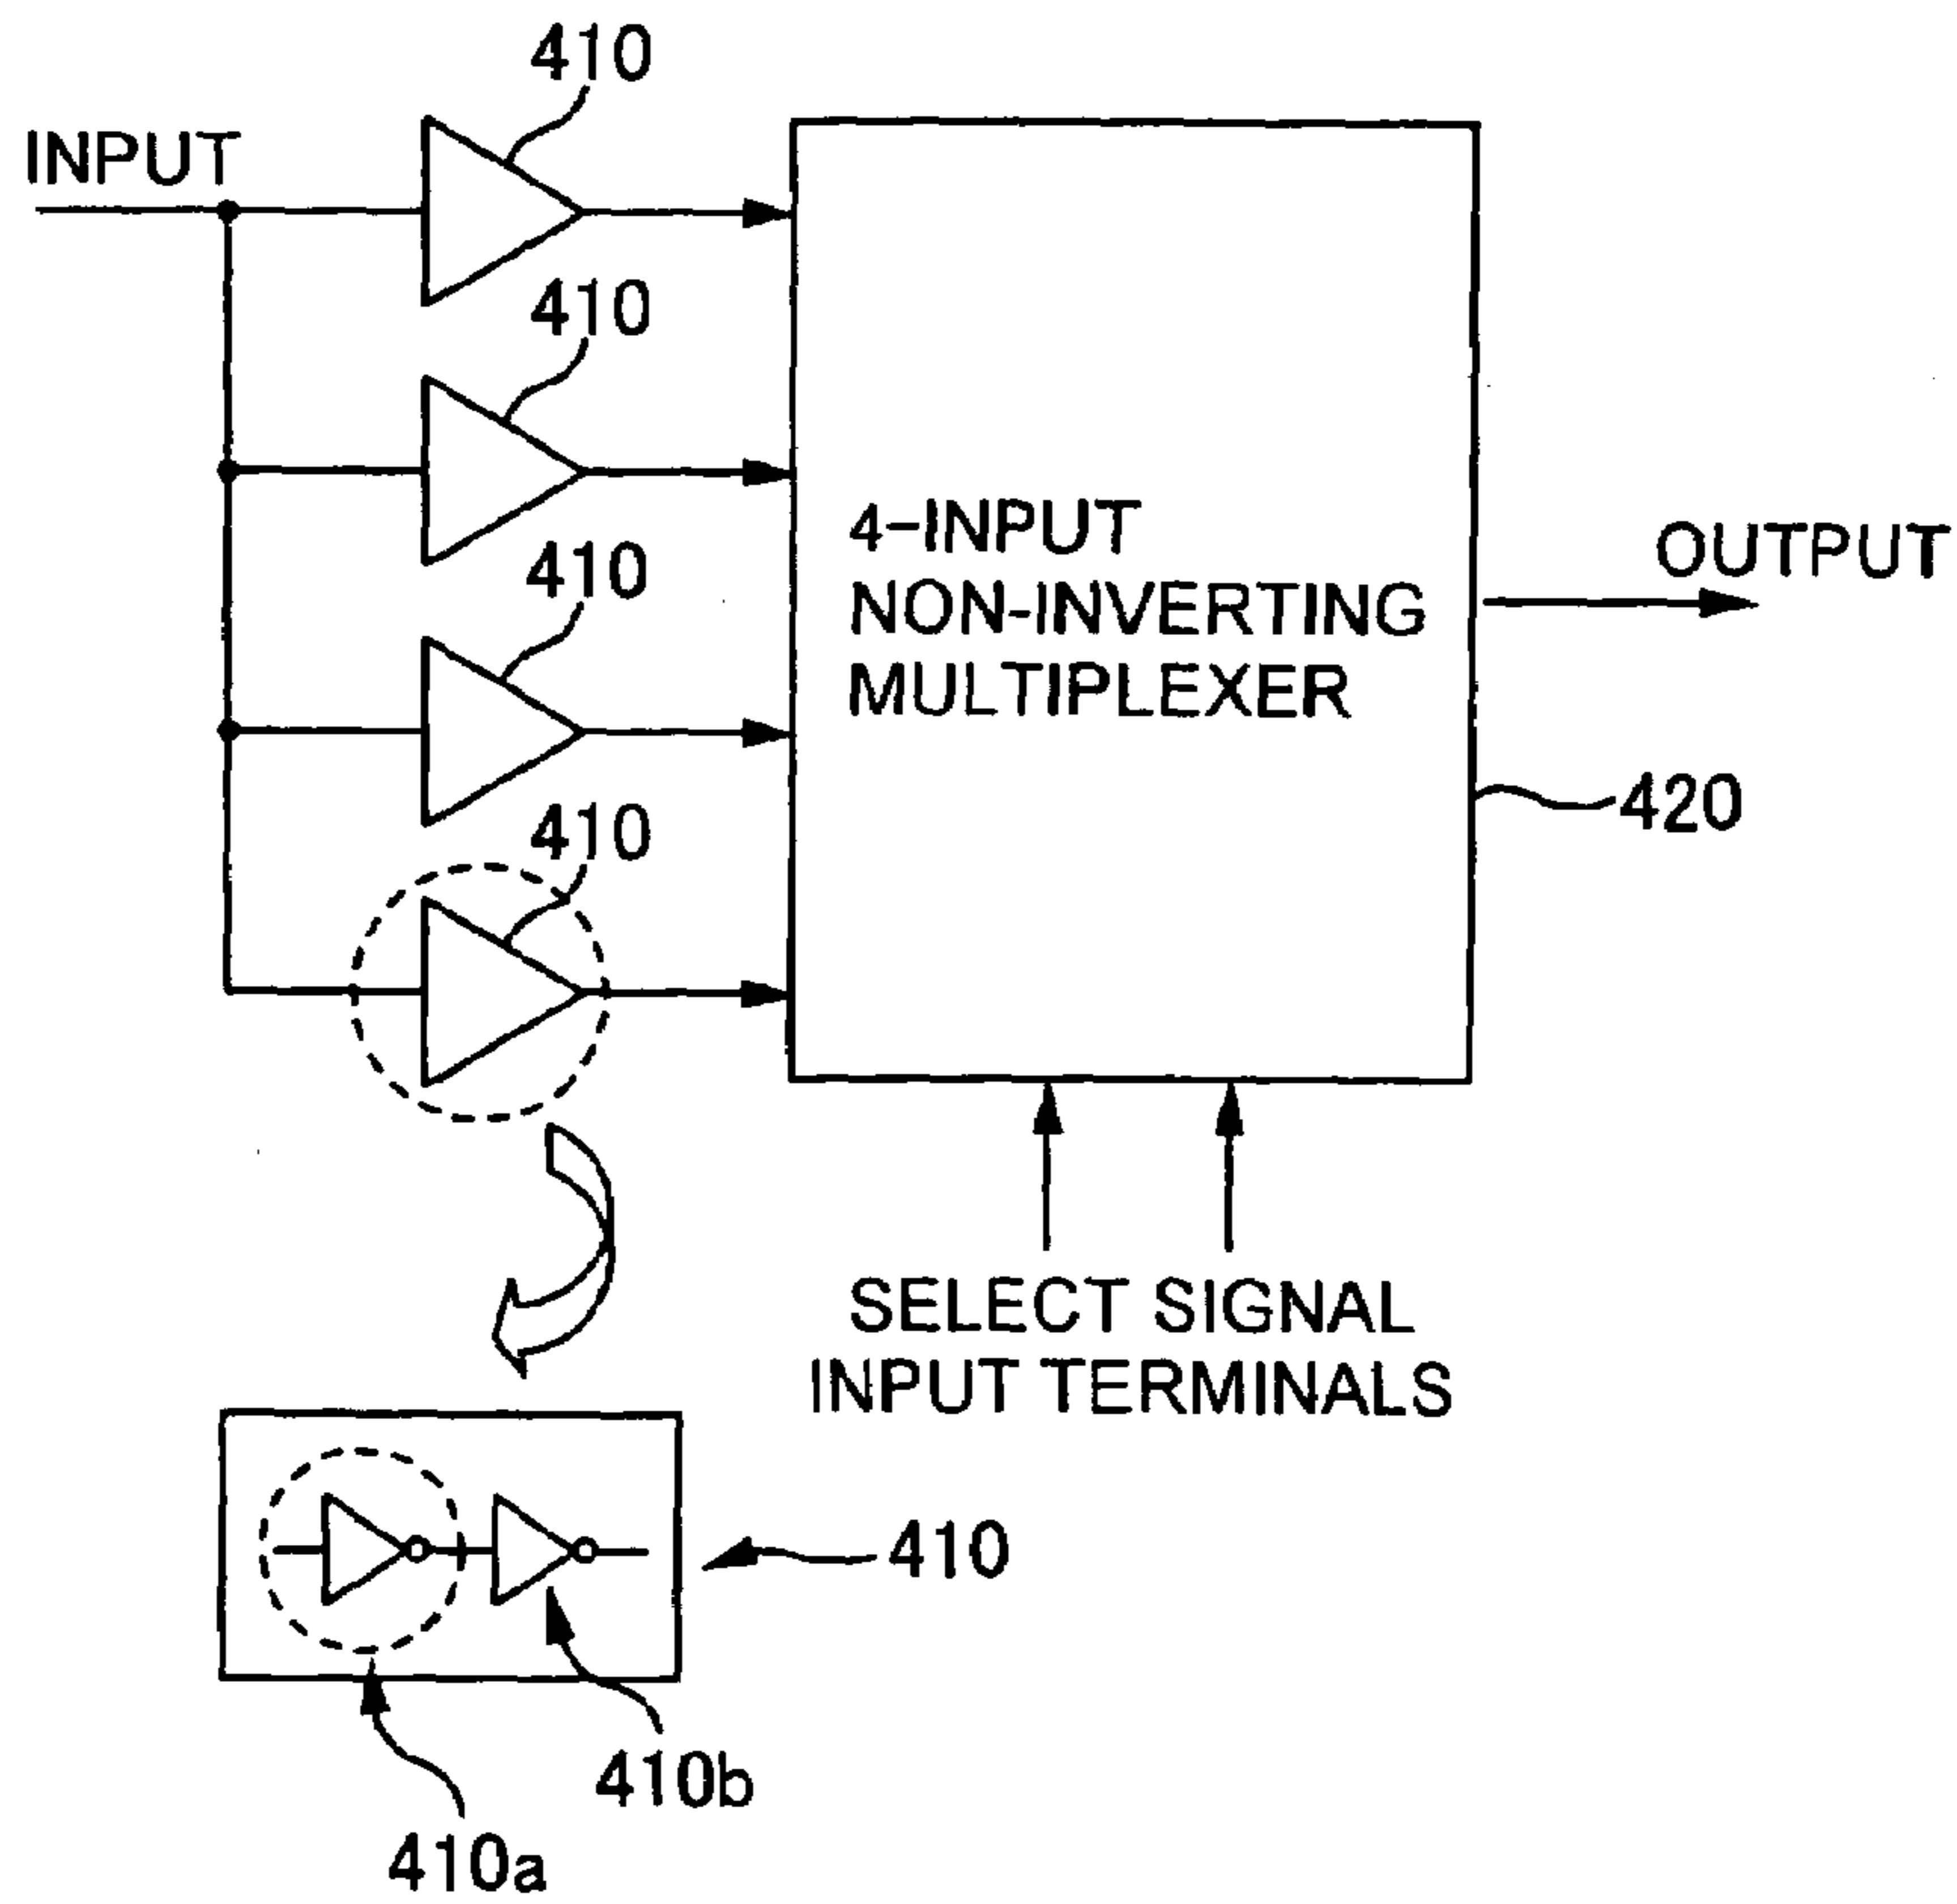 410
INPUT
410
4-INPUT
NON-INVERTING
MULTIPLEXER
OUTPUT
410
420
410
SELECT SIGNAL
INPUT TERMINALS
410
410b
410a